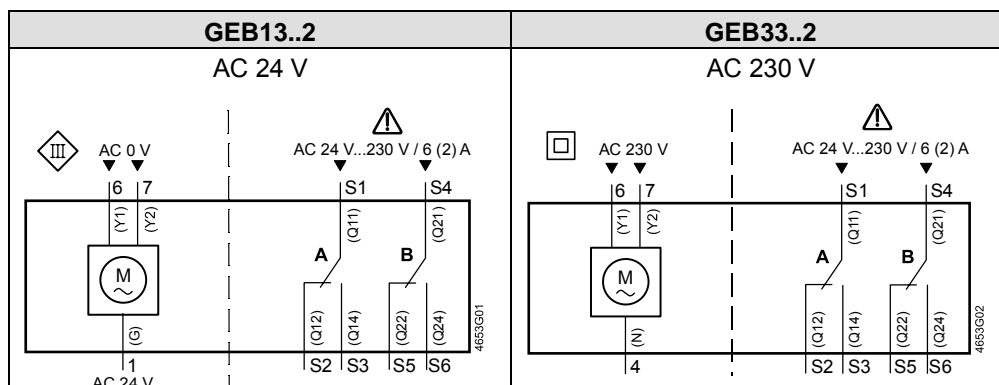 GEB13..2
AC 24 V
III
AC 0 V
AC 24 V...230 V / 6 (2) A
6 7 S1 S4
(Y1) (Y2) (Q11) (Q21)
A B
M
(G) (Q12) (Q14) (Q22) (Q24)
4653G01
1 S2 S3 S5 S6
AC 24 V
GEB33..2
AC 230 V
AC 230 V
AC 24 V...230 V / 6 (2) A
6 7 S1 S4
(Y1) (Y2) (Q11) (Q21)
A B
M
(N) (Q12) (Q14) (Q22) (Q24)
4653G02
4 S2 S3 S5 S6